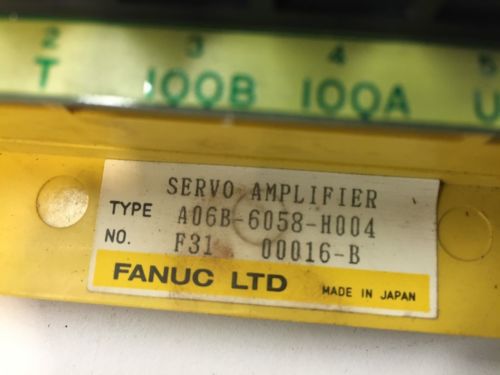 2 3 4 5
T 100B 100A U
SERVO AMPLIFIER
TYPE A06B-6058-H004
NO. F31 00016-B
FANUC LTD MADE IN JAPAN